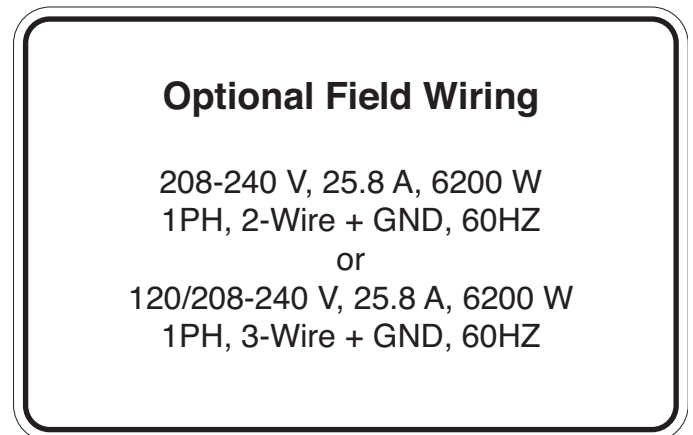 Optional Field Wiring
208-240 V, 25.8 A, 6200 W
1PH, 2-Wire + GND, 60HZ
or
120/208-240 V, 25.8 A, 6200 W
1PH, 3-Wire + GND, 60HZ